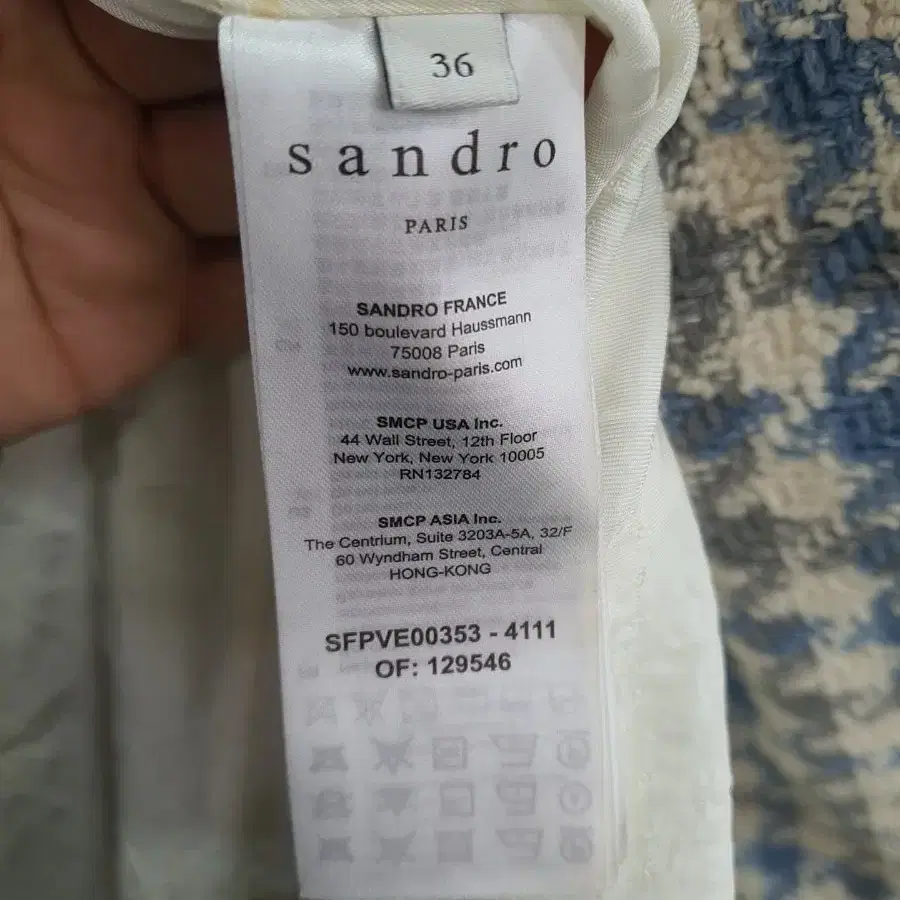 36
sandro
PARIS
SANDRO FRANCE
150 boulevard Haussmann
75008 Paris
www.sandro-paris.com
SMCP USA Inc.
44 Wall Street, 12th Floor
New York, New York 10005
RN132784
SMCP ASIA Inc.
The Centrium, Suite 3203A-5A, 32/F
60 Wyndham Street, Central
HONG-KONG
SFPVE00353 - 4111
OF: 129546